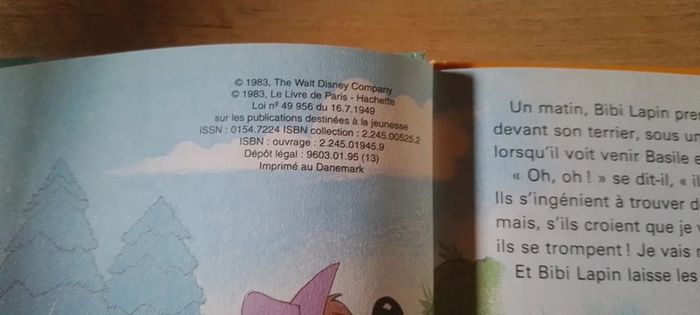 © 1983, The Walt Disney Company
© 1983, Le Livre de Paris - Hachette
Loi n° 49 956 du 16.7.1949
sur les publications destinées à la jeunesse
ISSN : 0154.7224 ISBN collection : 2.245.00525.2
ISBN : ouvrage : 2.245.01945.9
Dépôt légal : 9603.01.95 (13)
Imprimé au Danemark
Un matin, Bibi Lapin
devant son terrier, sous
lorsqu'il voit venir Basile
« Oh, oh ! » se dit-il, «
Ils s'ingénient à trouver
mais, s'ils croient que je
ils se trompent ! Je vais
Et Bibi Lapin laisse les